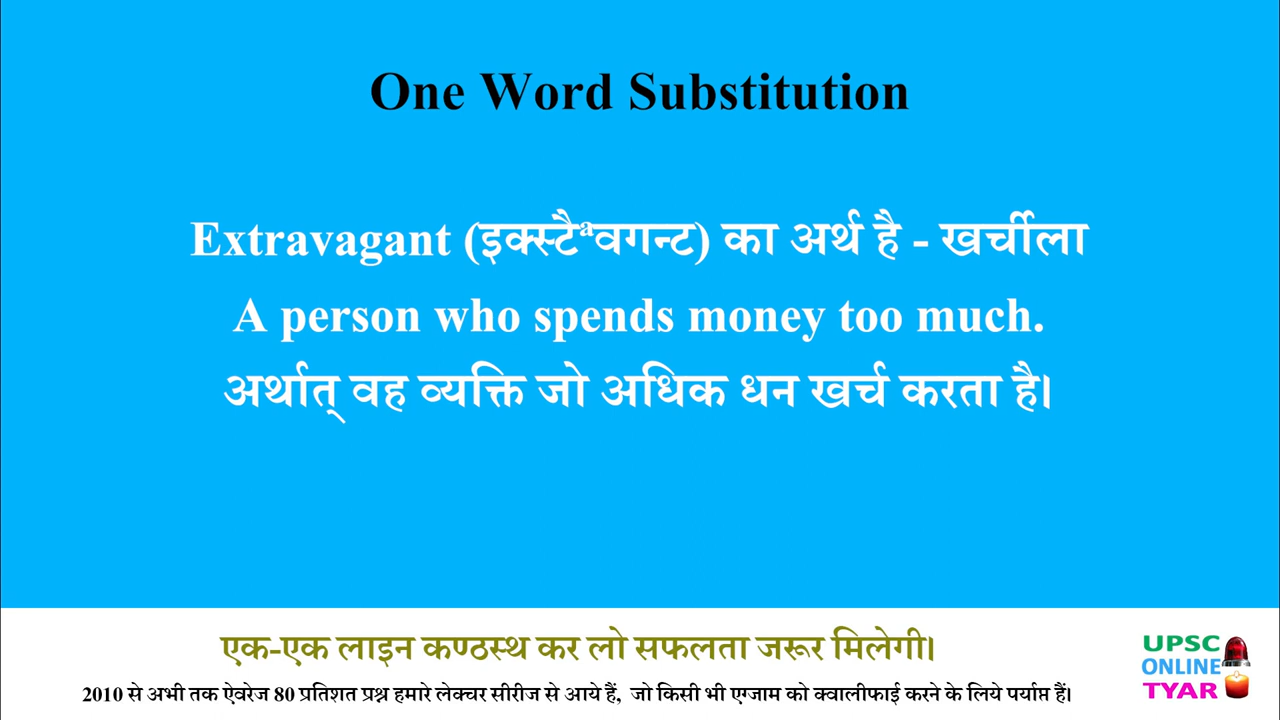 One Word Substitution
Extravagant (इक्स्टैªवगन्ट) का अर्थ है - खर्चीला
A person who spends money too much.
अर्थात् वह व्यक्ति जो अधिक धन खर्च करता है।
एक-एक लाइन कण्ठस्थ कर लो सफलता जरूर मिलेगी।
2010 से अभी तक ऐवरेज 80 प्रतिशत प्रश्न हमारे लेक्चर सीरीज से आये हैं, जो किसी भी एग्जाम को क्वालीफाई करने के लिये पर्याप्त हैं।
UPSC
ONLINE
TYAR